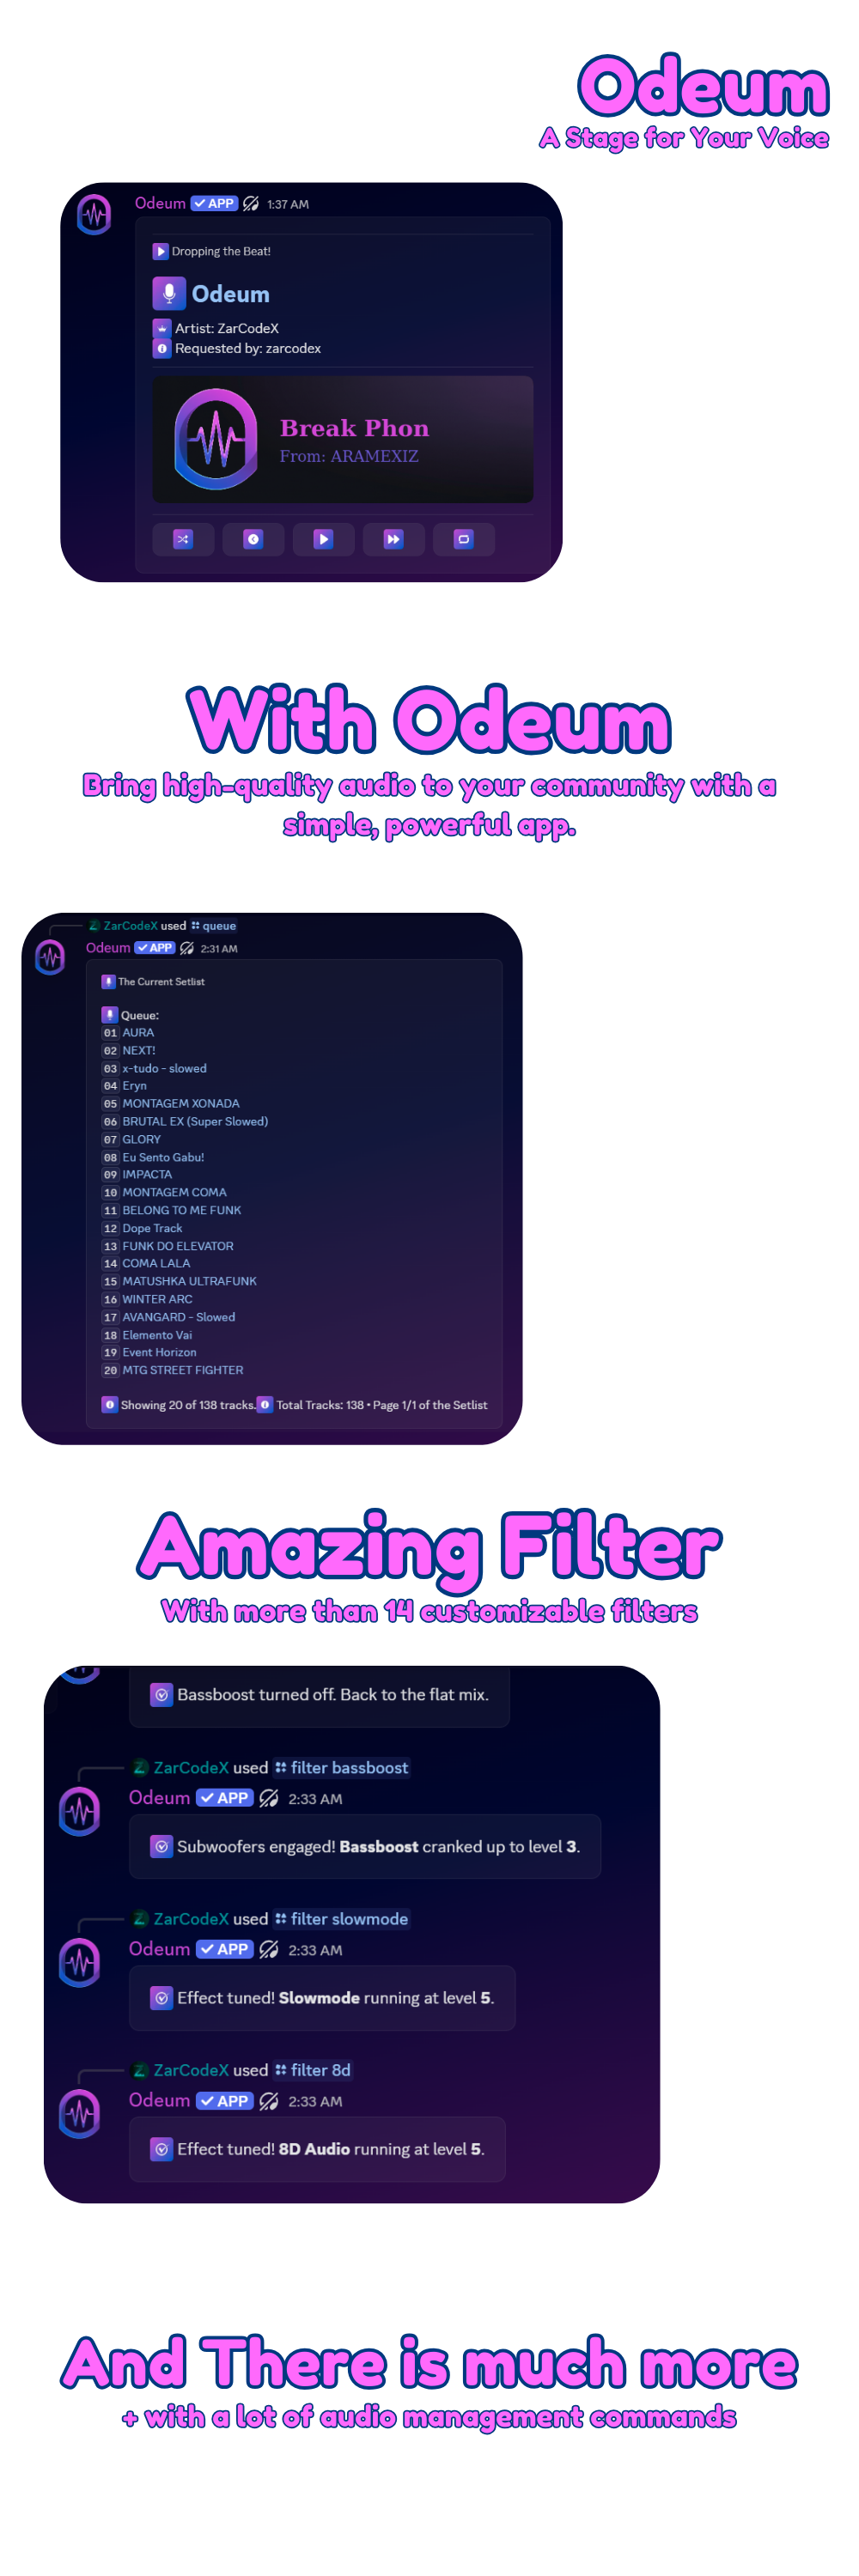 Odeum
A Stage for Your Voice
Odeum APP 1:37 AM
Dropping the Beat!
Odeum
Artist: ZarCodeX
Requested by: zarcodex
Break Phon
From: ARAMEXIZ
With Odeum
Bring high-quality audio to your community with a
simple, powerful app.
ZarCodeX used queue
Odeum APP 2:31 AM
The Current Setlist
Queue:
01 AURA
02 NEXT!
03 x-tudo - slowed
04 Eryn
05 MONTAGEM XONADA
06 BRUTAL EX (Super Slowed)
07 GLORY
08 Eu Sento Gabu!
09 IMPACTA
10 MONTAGEM COMA
11 BELONG TO ME FUNK
12 Dope Track
13 FUNK DO ELEVATOR
14 COMA LALA
15 MATUSHKA ULTRAFUNK
16 WINTER ARC
17 AVANGARD - Slowed
18 Elemento Vai
19 Event Horizon
20 MTG STREET FIGHTER
Showing 20 of 138 tracks. Total Tracks: 138 • Page 1/1 of the Setlist
Amazing Filter
With more than 14 customizable filters
Bassboost turned off. Back to the flat mix.
ZarCodeX used filter bassboost
Odeum APP 2:33 AM
Subwoofers engaged! Bassboost cranked up to level 3.
ZarCodeX used filter slowmode
Odeum APP 2:33 AM
Effect tuned! Slowmode running at level 5.
ZarCodeX used filter 8d
Odeum APP 2:33 AM
Effect tuned! 8D Audio running at level 5.
And There is much more
+ with a lot of audio management commands